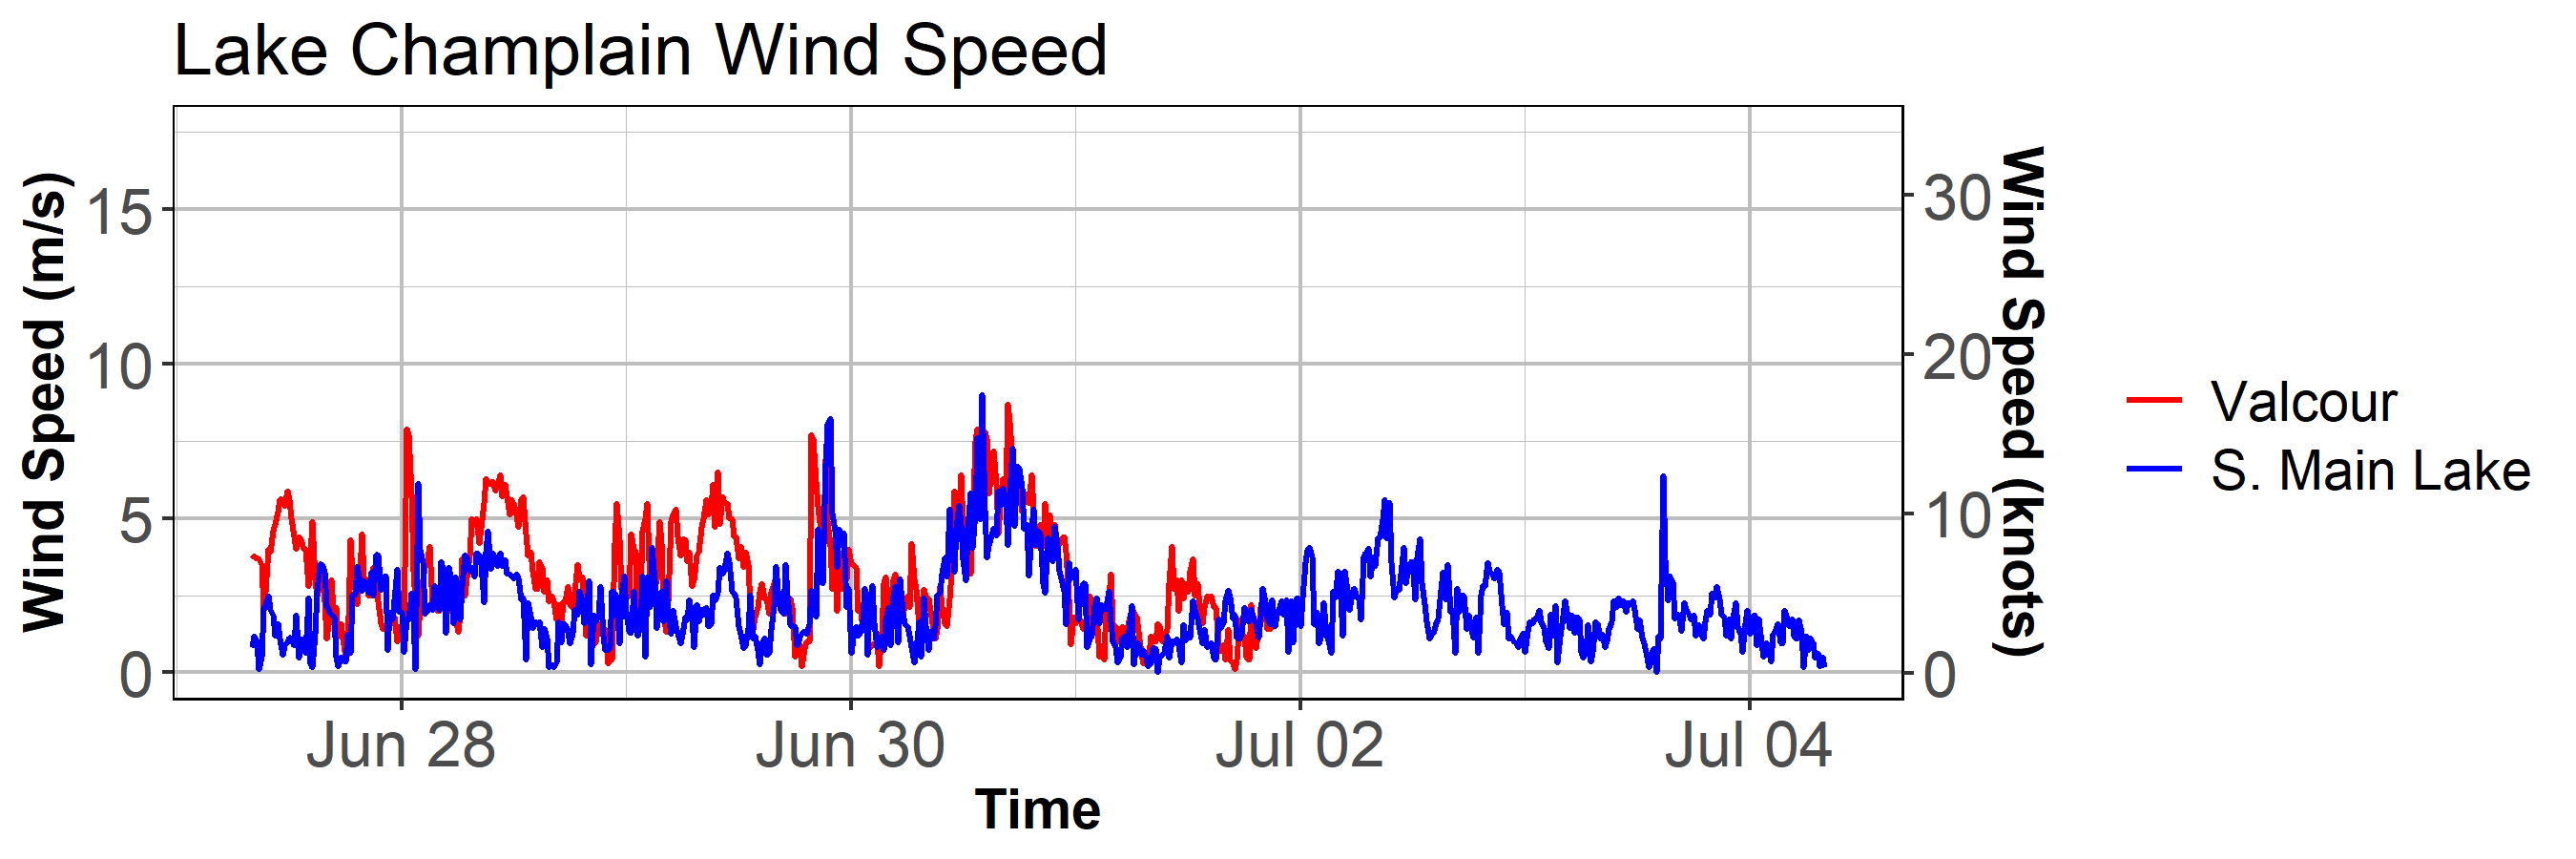 Lake Champlain Wind Speed
Wind Speed (m/s)
15
10
5
0
30
20
10
0
Wind Speed (knots)
Jun 28
Jun 30
Jul 02
Jul 04
Time
Valcour
S. Main Lake